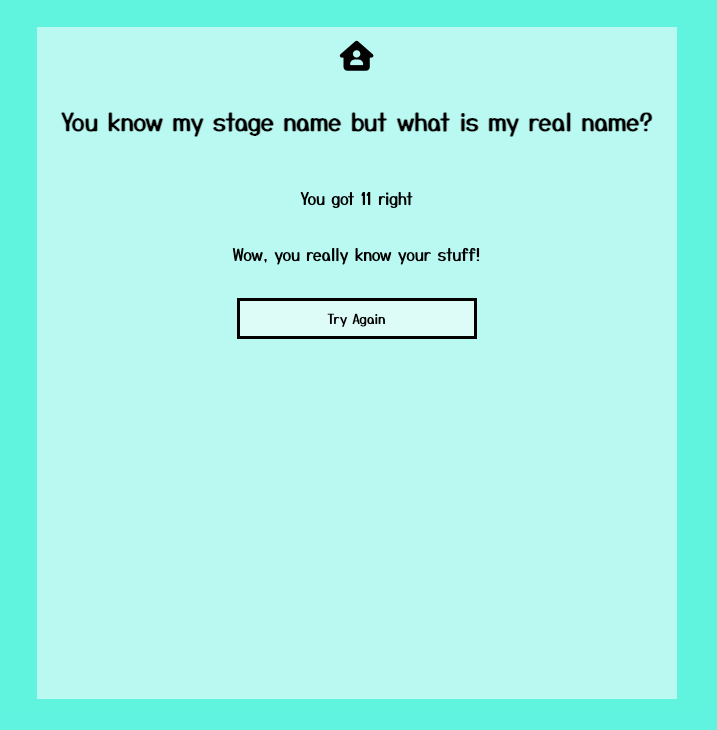 You know my stage name but what is my real name?
You got 11 right
Wow, you really know your stuff!
Try Again